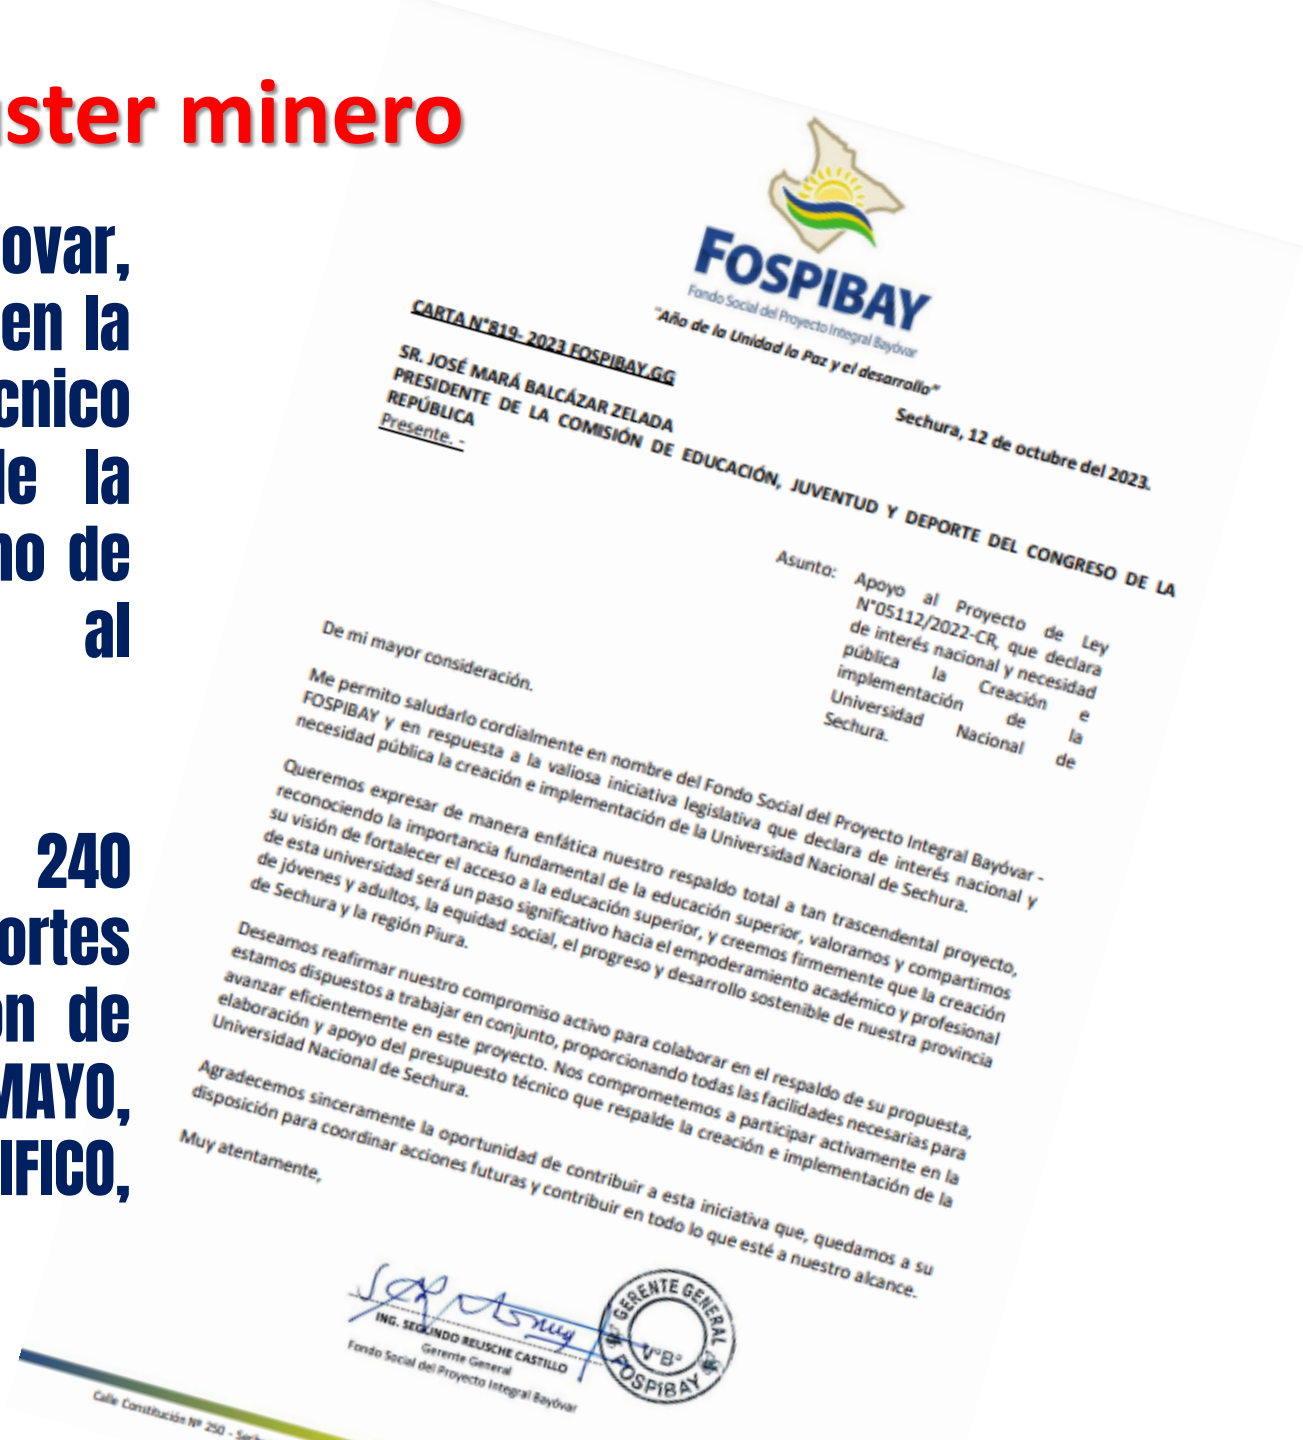 ster minero
ovar,
en la
cnico
le la
no de
al
240
ortes
ón de
MAYO,
IFICO,
FOSPIBAY
Fondo Social del Proyecto Integral Bayóvar
"Año de la Unidad la Paz y el desarrollo"
CARTA N°819- 2023 FOSPIBAY.GG
Sechura, 12 de octubre del 2023.
SR. JOSÉ MARÁ BALCÁZAR ZELADA
PRESIDENTE DE LA COMISIÓN DE EDUCACIÓN, JUVENTUD Y DEPORTE DEL CONGRESO DE LA
REPÚBLICA
Presente. -
Asunto: Apoyo al Proyecto de Ley
N°05112/2022-CR, que declara
de interés nacional y necesidad
pública la Creación e
implementación de la
Universidad Nacional de
Sechura.
De mi mayor consideración.
Me permito saludarlo cordialmente en nombre del Fondo Social del Proyecto Integral Bayóvar -
FOSPIBAY y en respuesta a la valiosa iniciativa legislativa que declara de interés nacional y
necesidad pública la creación e implementación de la Universidad Nacional de Sechura.
Queremos expresar de manera enfática nuestro respaldo total a tan trascendental proyecto,
reconociendo la importancia fundamental de la educación superior, valoramos y compartimos
su visión de fortalecer el acceso a la educación superior, y creemos firmemente que la creación
de esta universidad será un paso significativo hacia el empoderamiento académico y profesional
de jóvenes y adultos, la equidad social, el progreso y desarrollo sostenible de nuestra provincia
de Sechura y la región Piura.
Deseamos reafirmar nuestro compromiso activo para colaborar en el respaldo de su propuesta,
estamos dispuestos a trabajar en conjunto, proporcionando todas las facilidades necesarias para
avanzar eficientemente en este proyecto. Nos comprometemos a participar activamente en la
elaboración y apoyo del presupuesto técnico que respalde la creación e implementación de la
Universidad Nacional de Sechura.
Agradecemos sinceramente la oportunidad de contribuir a esta iniciativa que, quedamos a su
disposición para coordinar acciones futuras y contribuir en todo lo que esté a nuestro alcance.
Muy atentamente,
ING. SEGUNDO REUSCHE CASTILLO
Gerente General
Fondo Social del Proyecto Integral Bayóvar
GERENTE GENERAL
V°B°
FOSPIBAY
Calle Constitución Nº 250 -